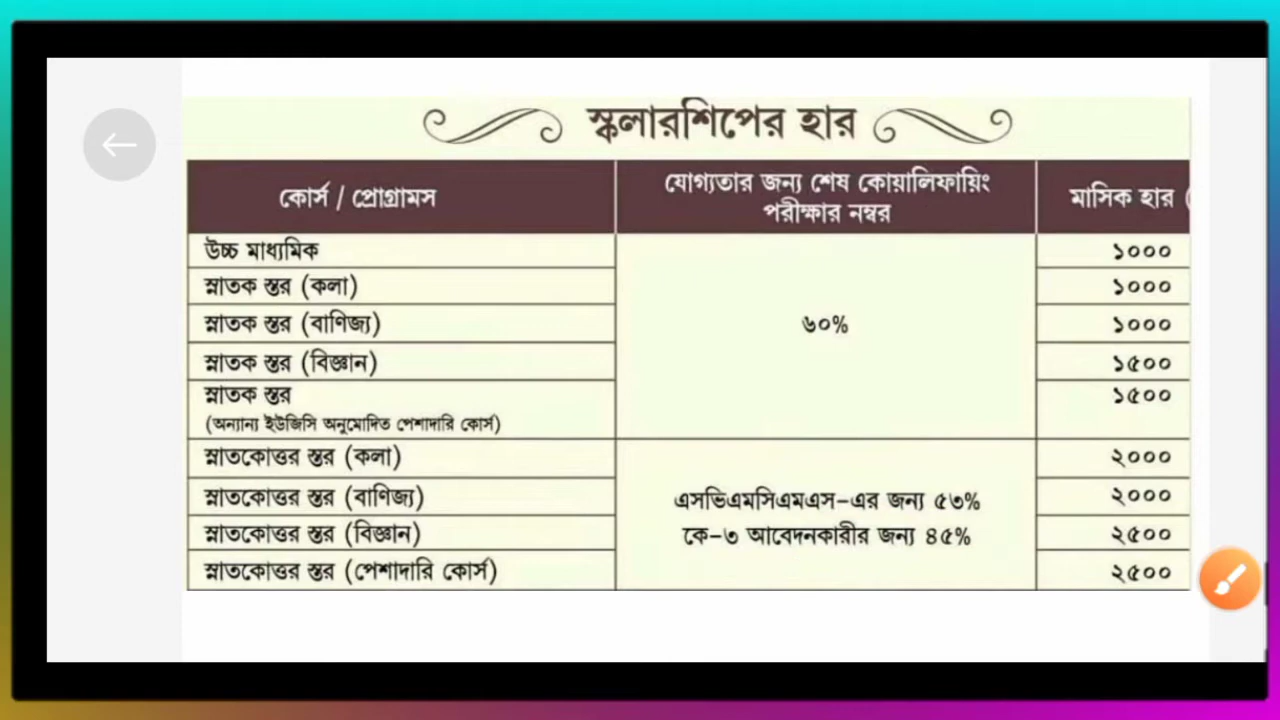 স্কলারশিপের হার
কোর্স / প্রোগ্রামস
যোগ্যতার জন্য শেষ কোয়ালিফায়িং
পরীক্ষার নম্বর
মাসিক হার (
উচ্চ মাধ্যমিক
১০০০
স্নাতক স্তর (কলা)
১০০০
স্নাতক স্তর (বাণিজ্য)
৬০%
১০০০
স্নাতক স্তর (বিজ্ঞান)
১৫০০
স্নাতক স্তর
১৫০০
(অন্যান্য ইউজিসি অনুমোদিত পেশাদারি কোর্স)
স্নাতকোত্তর স্তর (কলা)
২০০০
স্নাতকোত্তর স্তর (বাণিজ্য)
এসভিএমসিএমএস-এর জন্য ৫৩%
২০০০
স্নাতকোত্তর স্তর (বিজ্ঞান)
কে-৩ আবেদনকারীর জন্য ৪৫%
২৫০০
স্নাতকোত্তর স্তর (পেশাদারি কোর্স)
২৫০০